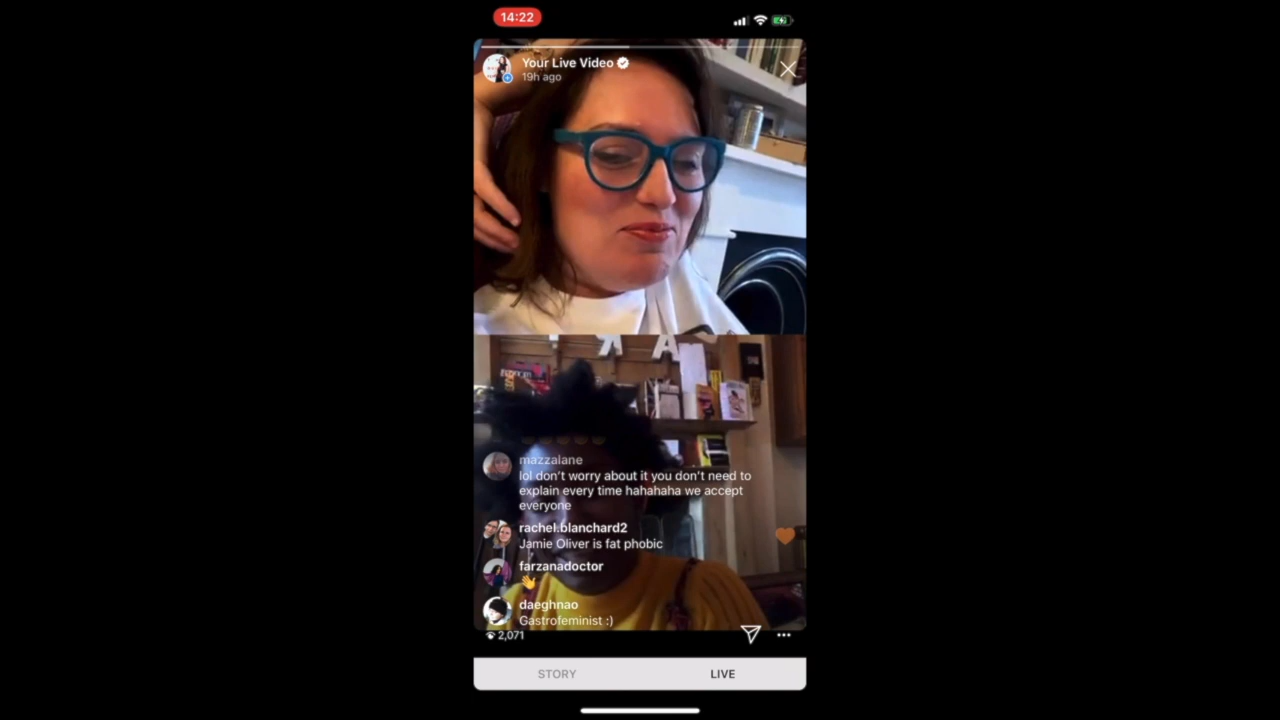 14:22
Your Live Video
19h ago
mazzalane
lol don't worry about it you don't need to
explain every time hahahaha we accept
everyone
rachel.blanchard2
Jamie Oliver is fat phobic
farzanadoctor
👋
daeghnao
Gastrofeminist :)
2,071
STORY
LIVE